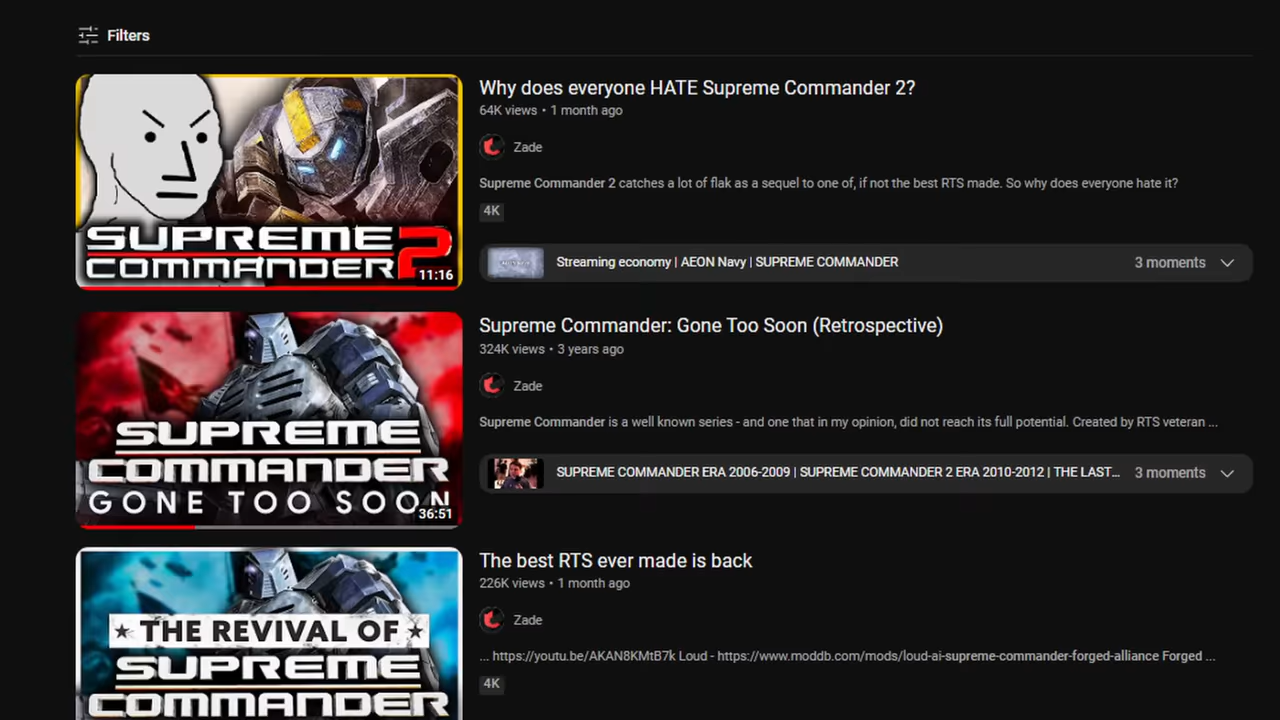 Filters
SUPREME
COMMANDER 2
11:16
Why does everyone HATE Supreme Commander 2?
64K views • 1 month ago
Zade
Supreme Commander 2 catches a lot of flak as a sequel to one of, if not the best RTS made. So why does everyone hate it?
4K
Streaming economy | AEON Navy | SUPREME COMMANDER
3 moments
SUPREME
COMMANDER
GONE TOO SOON
36:51
Supreme Commander: Gone Too Soon (Retrospective)
324K views • 3 years ago
Zade
Supreme Commander is a well known series - and one that in my opinion, did not reach its full potential. Created by RTS veteran ...
SUPREME COMMANDER ERA 2006-2009 | SUPREME COMMANDER 2 ERA 2010-2012 | THE LAST...
3 moments
★ THE REVIVAL OF ★
SUPREME
COMMANDER
The best RTS ever made is back
226K views • 1 month ago
Zade
... https://youtu.be/AKAN8KMtB7k Loud - https://www.moddb.com/mods/loud-ai-supreme-commander-forged-alliance Forged ...
4K